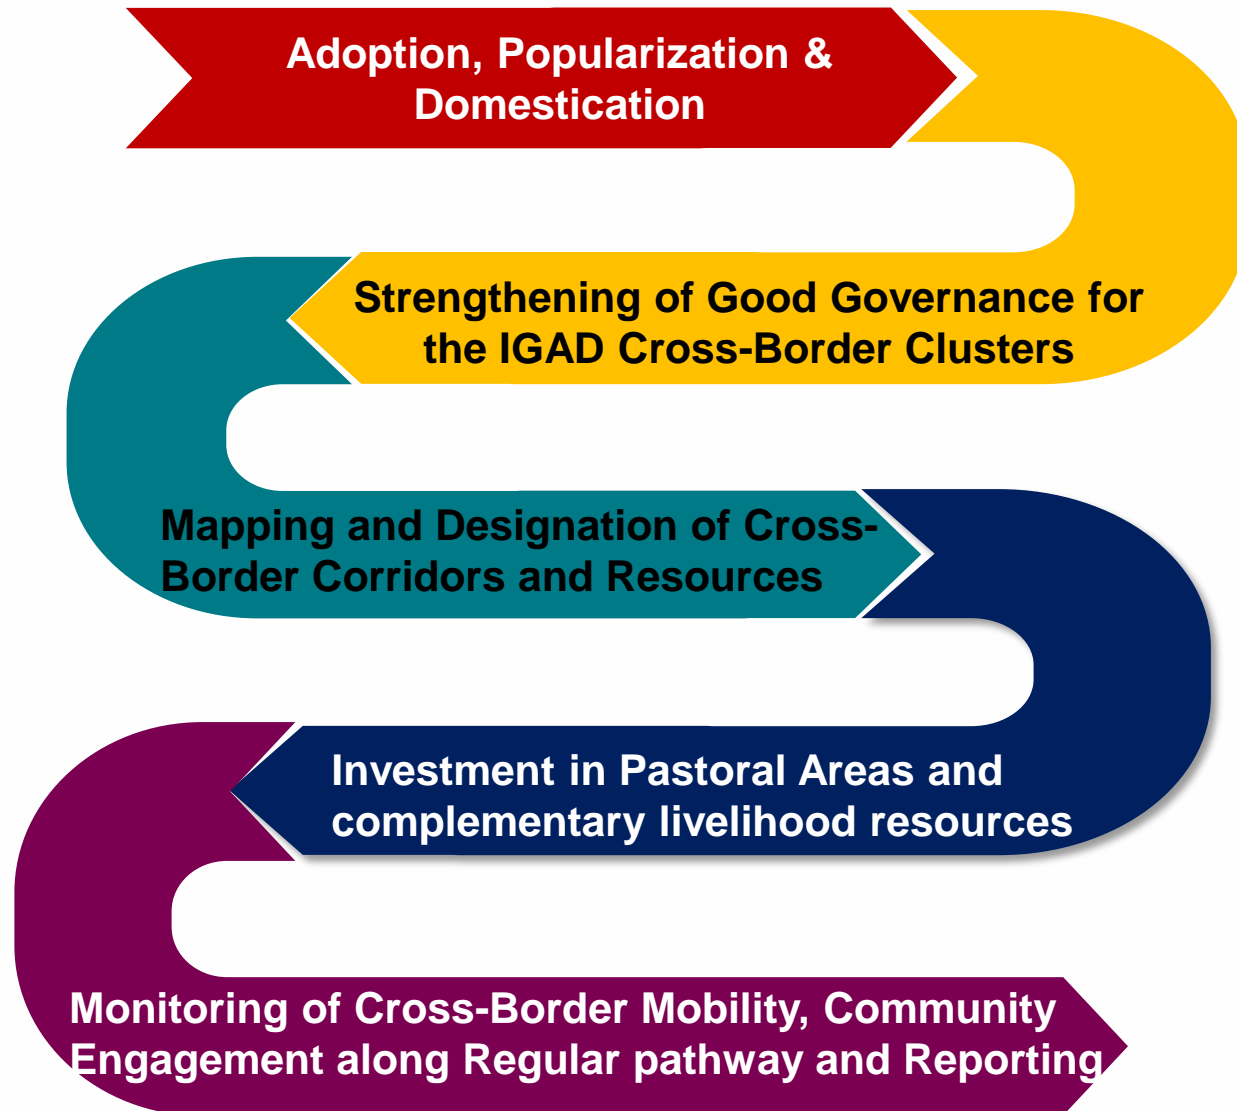 Adoption, Popularization &
Domestication
Strengthening of Good Governance for
the IGAD Cross-Border Clusters
Mapping and Designation of Cross-
Border Corridors and Resources
Investment in Pastoral Areas and
complementary livelihood resources
Monitoring of Cross-Border Mobility, Community
Engagement along Regular pathway and Reporting